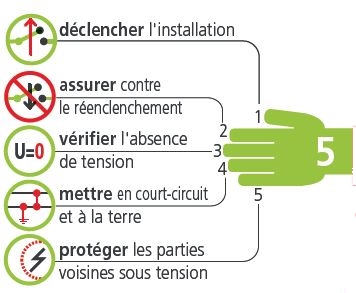 déclencher l'installation
1
assurer contre
le réenclenchement
2
U=0
vérifier l'absence
de tension
3
4
5
mettre en court-circuit
et à la terre
5
protéger les parties
voisines sous tension